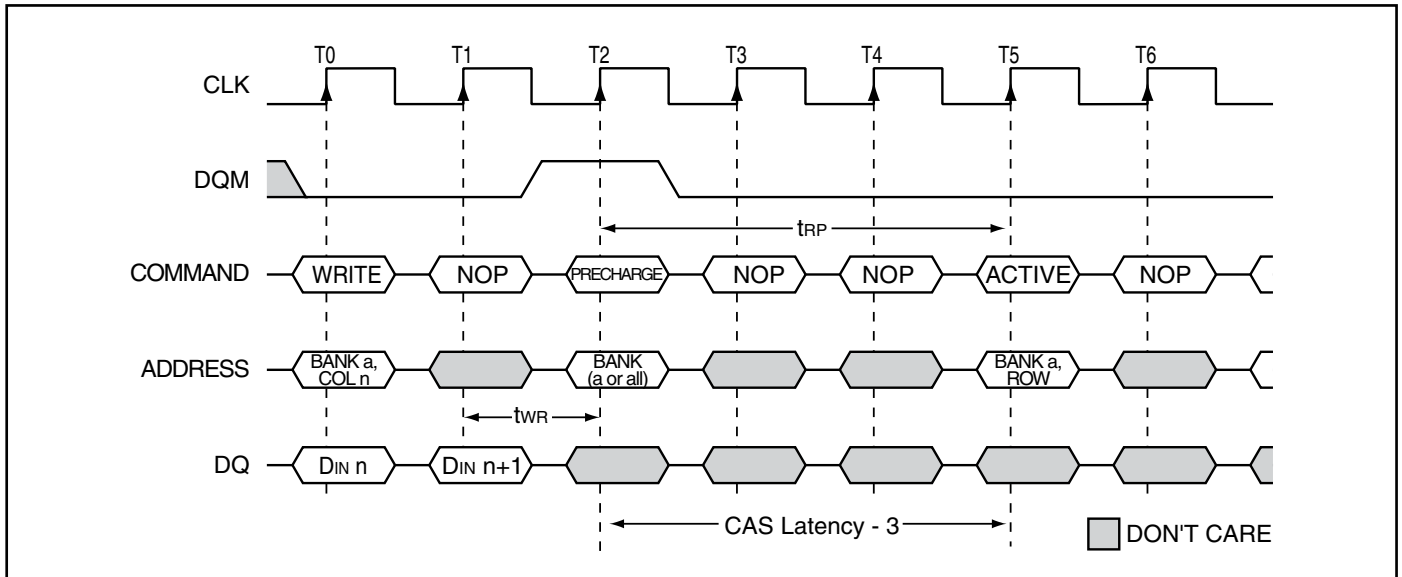 T0 T1 T2 T3 T4 T5 T6
CLK
DQM
tRP
COMMAND WRITE NOP PRECHARGE NOP NOP ACTIVE NOP
ADDRESS BANK a, COL n BANK (a or all) BANK a, ROW
tWR
DQ DIN n DIN n+1
CAS Latency - 3
DON'T CARE